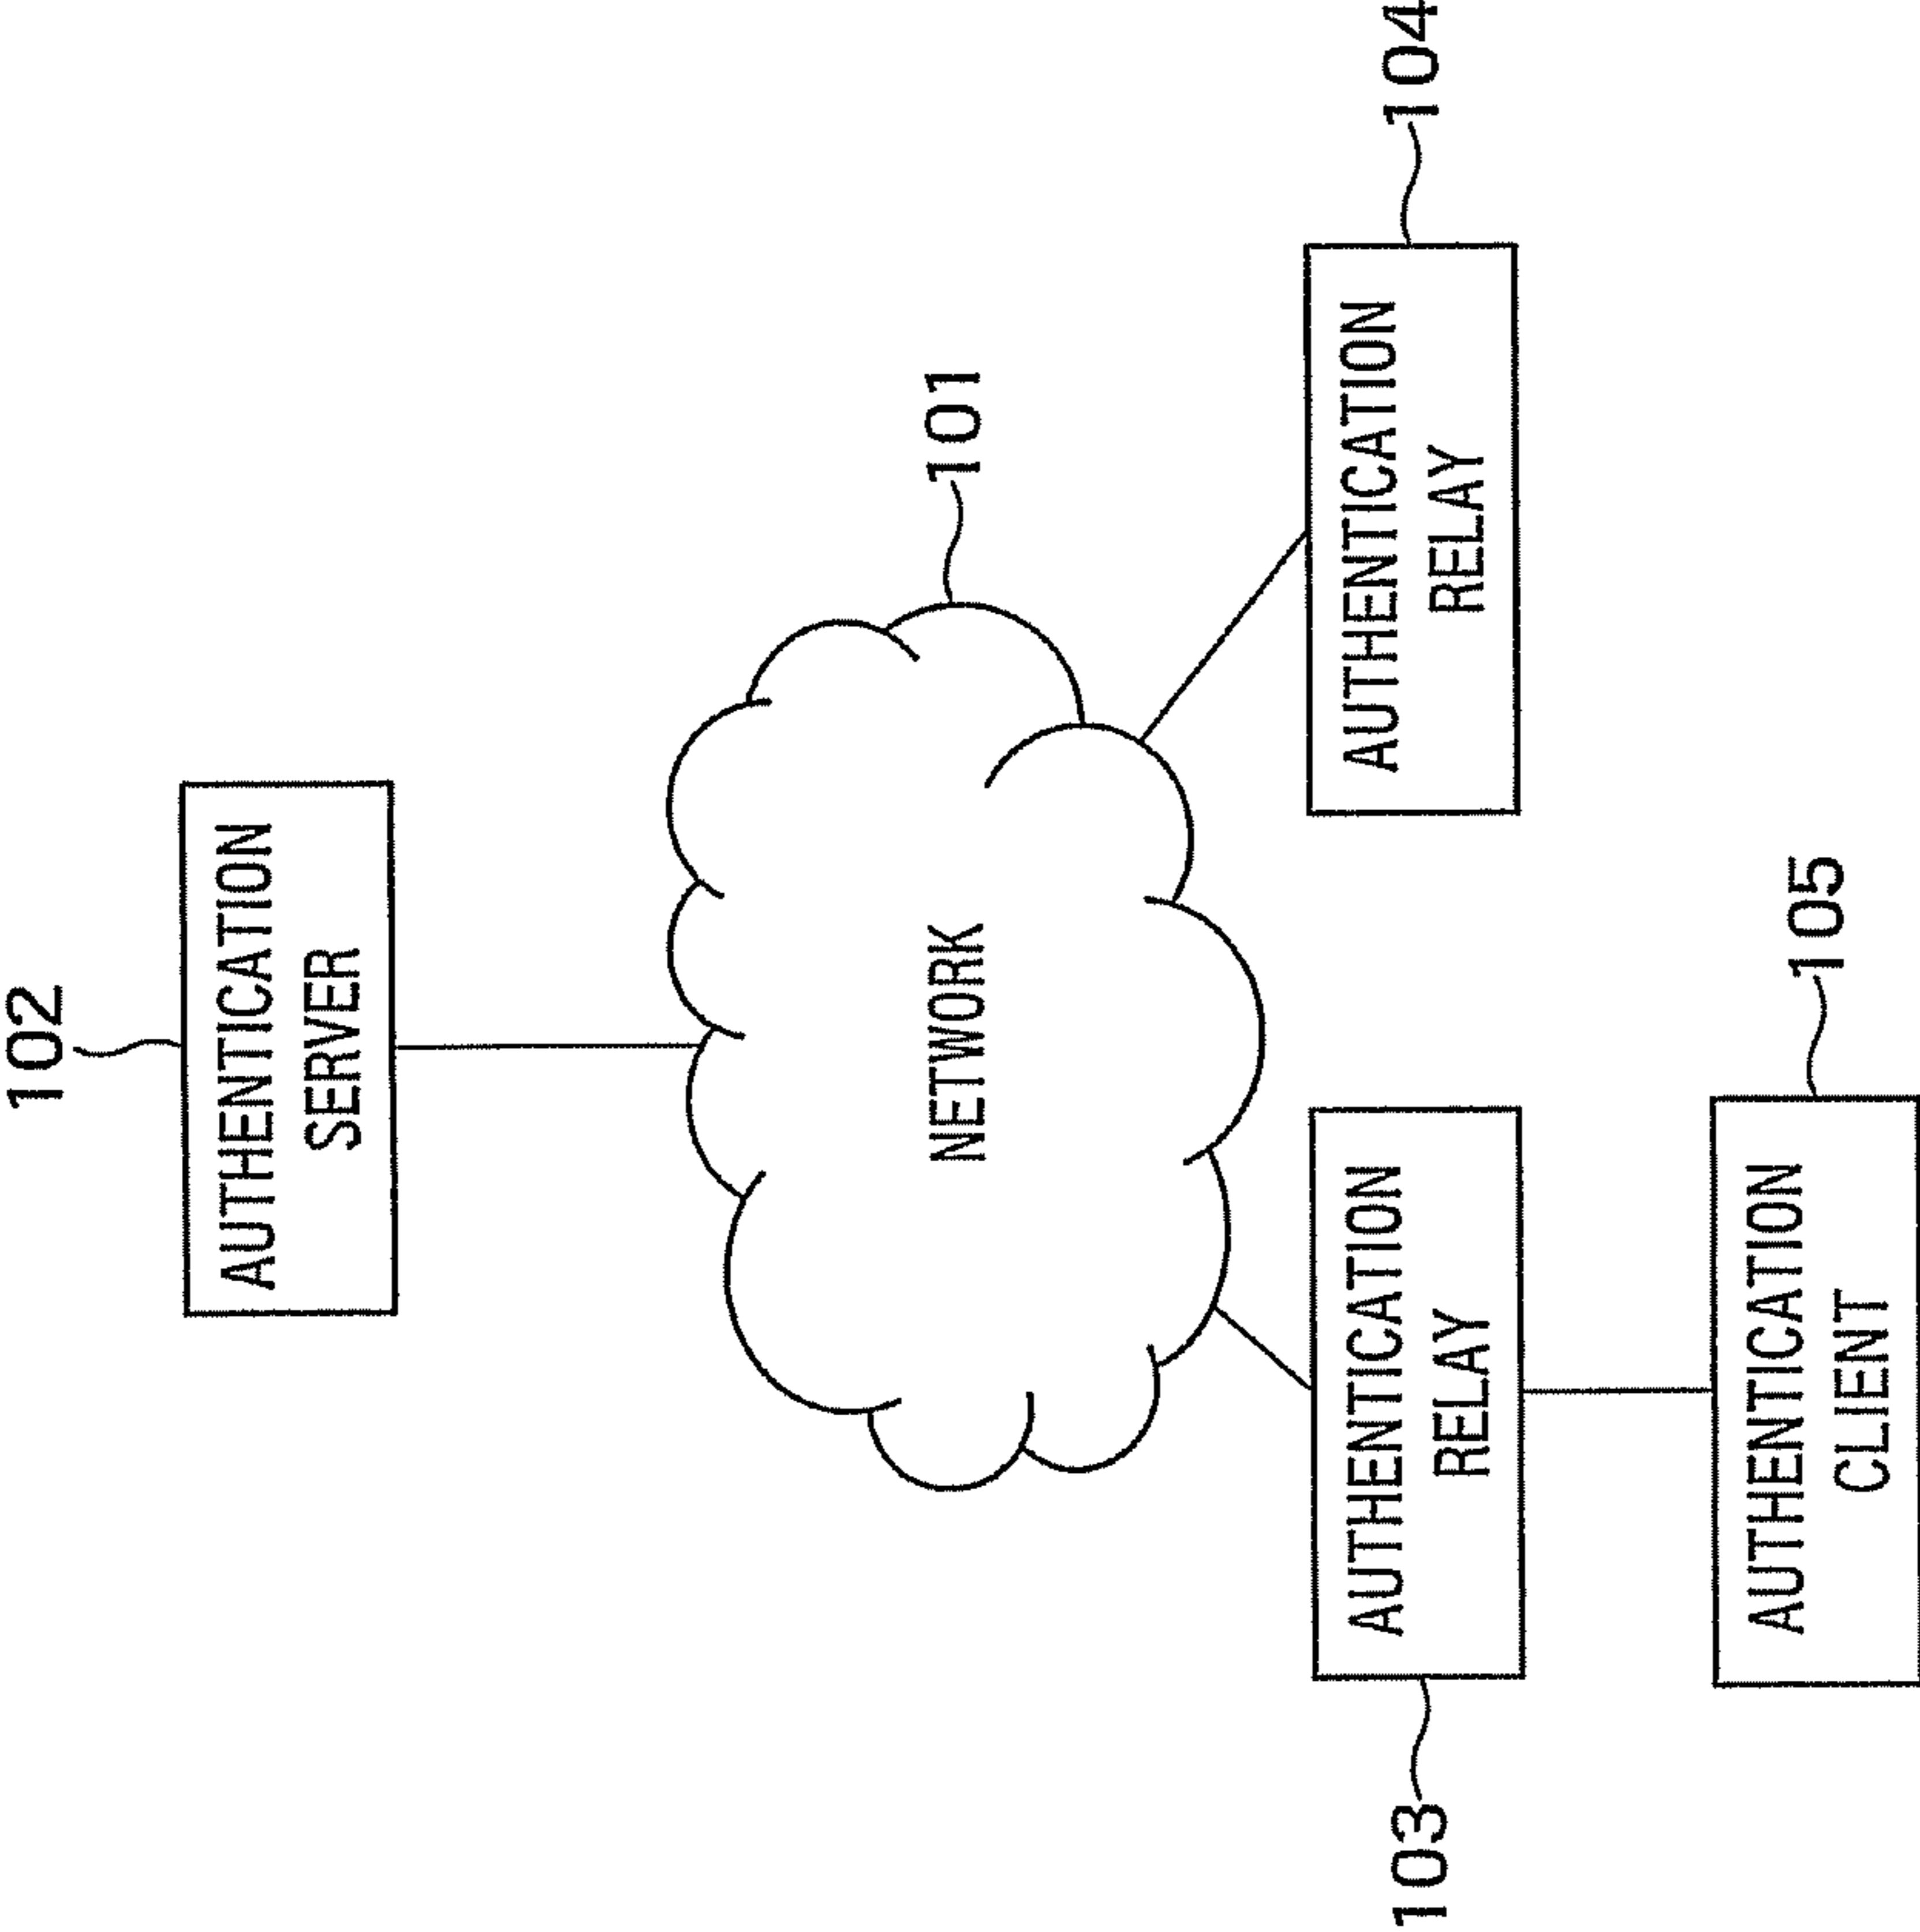 102
AUTHENTICATION
SERVER
101
NETWORK
103
AUTHENTICATION
RELAY
AUTHENTICATION
RELAY
104
AUTHENTICATION
CLIENT
105